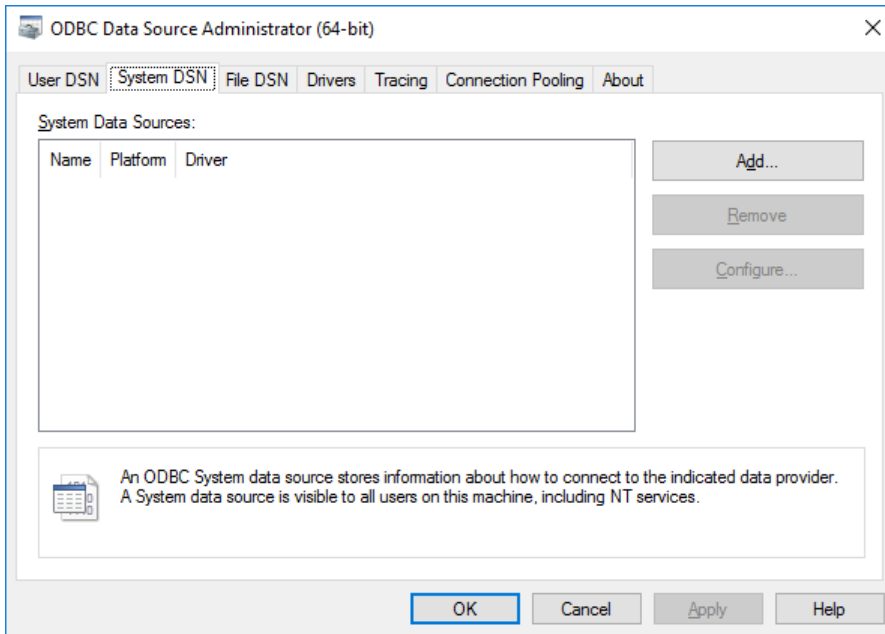 ODBC Data Source Administrator (64-bit)
User DSN System DSN File DSN Drivers Tracing Connection Pooling About
System Data Sources:
Name Platform Driver
Add...
Remove
Configure...
An ODBC System data source stores information about how to connect to the indicated data provider.
A System data source is visible to all users on this machine, including NT services.
OK Cancel Apply Help